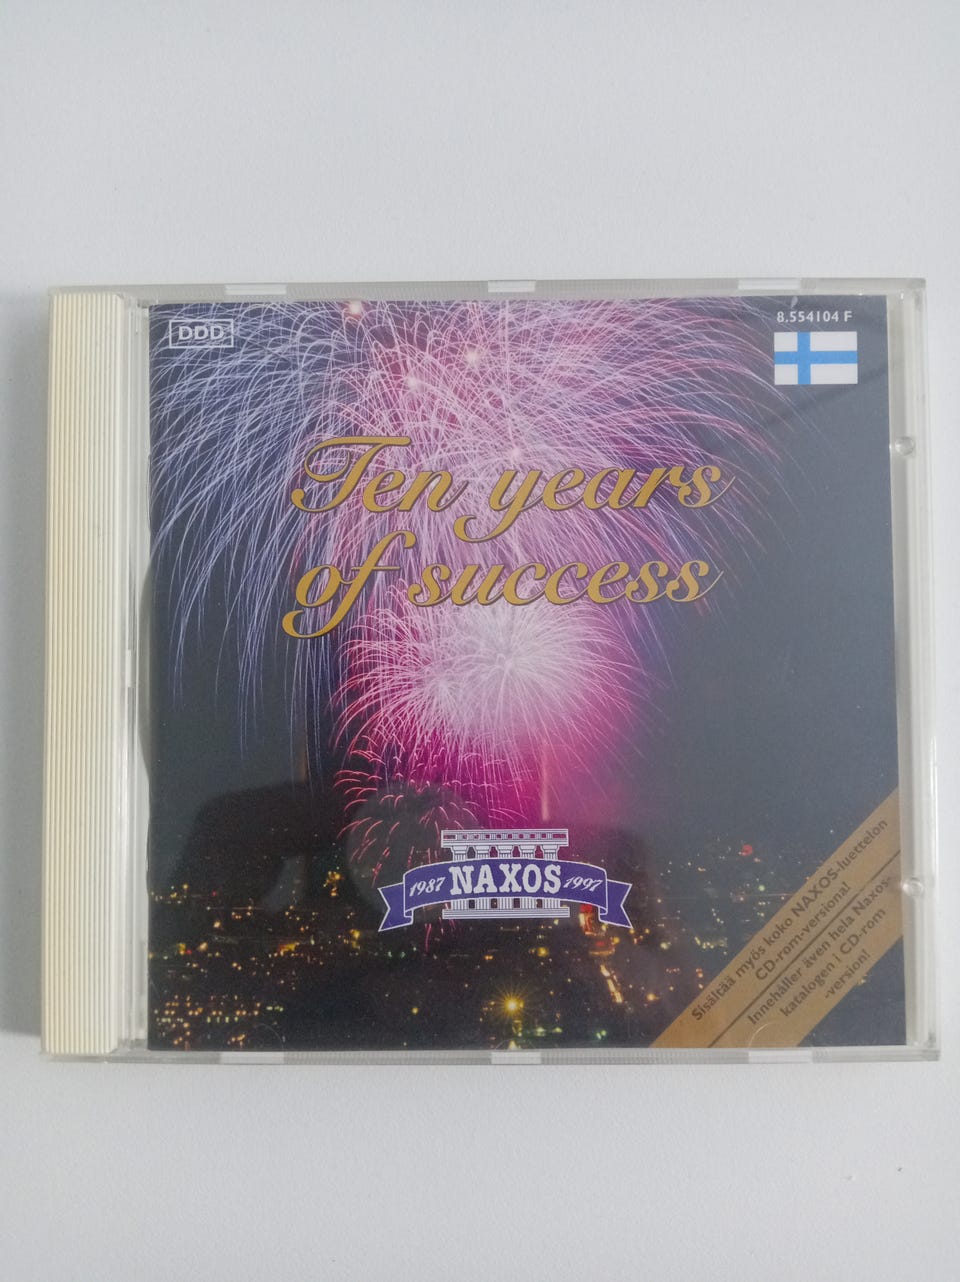 DDD
8.554104 F
Ten years
of success
1987 NAXOS 1997
Sisältää myös koko NAXOS-luettelon
CD-rom-versiona!
Innehåller även hela Naxos-
katalogen i CD-rom
-version!